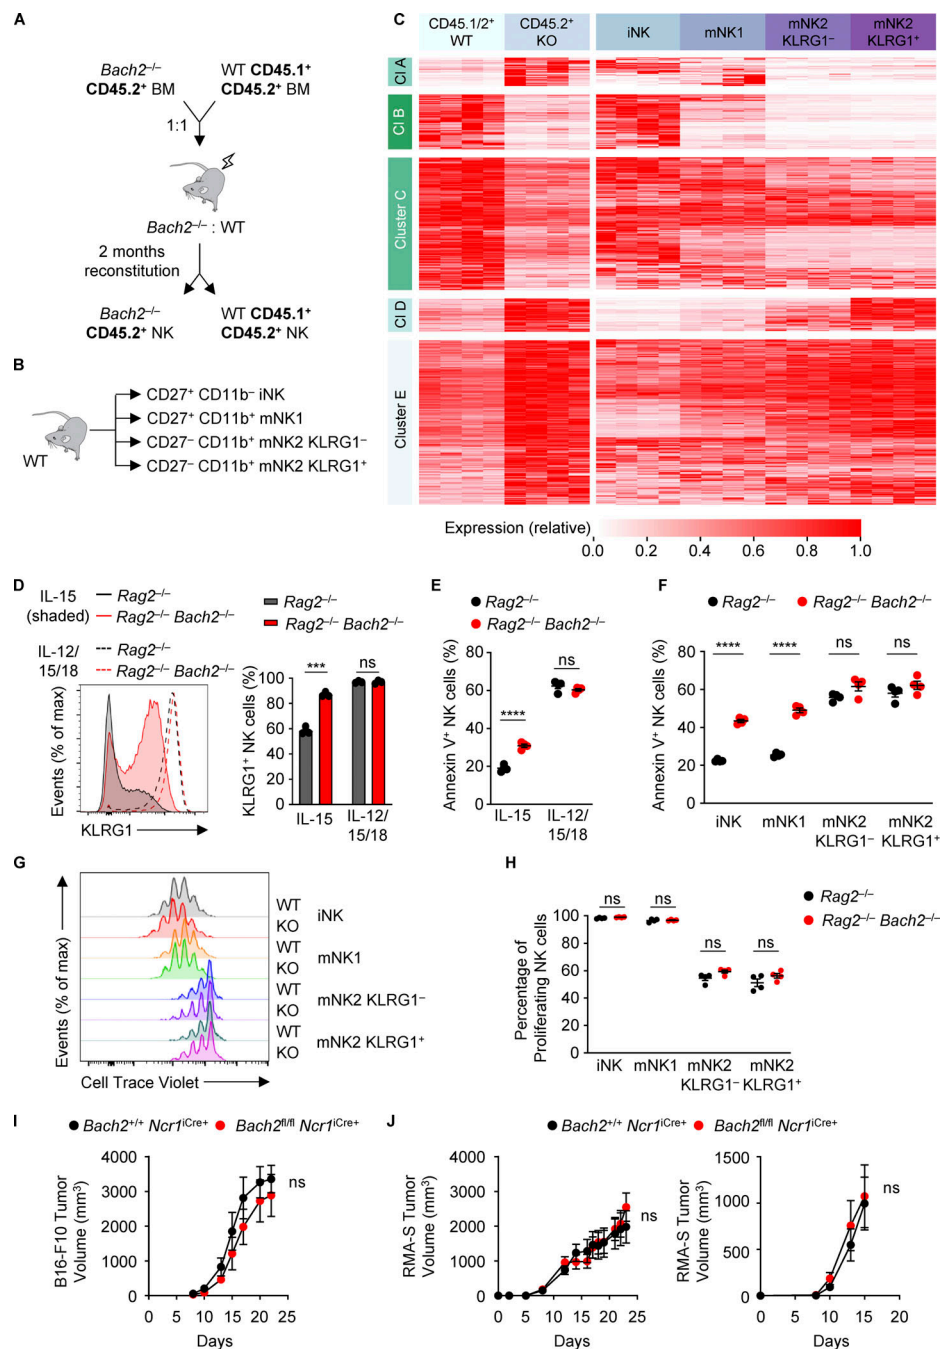 A
Bach2–/–
CD45.2+ BM
WT CD45.1+
CD45.2+ BM
1:1
Bach2–/– : WT
2 months
reconstitution
Bach2–/–
CD45.2+ NK
WT CD45.1+
CD45.2+ NK
B
WT
CD27+ CD11b– iNK
CD27+ CD11b+ mNK1
CD27– CD11b+ mNK2 KLRG1–
CD27– CD11b+ mNK2 KLRG1+
C
CD45.1/2+
WT
CD45.2+
KO
iNK
mNK1
mNK2
KLRG1–
mNK2
KLRG1+
Cl A
Cl B
Cluster C
Cl D
Cluster E
Expression (relative)
0.0 0.2 0.4 0.6 0.8 1.0
D
IL-15
(shaded)
Rag2–/–
Rag2–/– Bach2–/–
IL-12/
15/18
Rag2–/–
Rag2–/– Bach2–/–
Events (% of max)
KLRG1
Rag2–/–
Rag2–/– Bach2–/–
KLRG1+ NK cells (%)
100
80
60
40
20
0
*** ns
IL-15
IL-12/
15/18
E
Rag2–/–
Rag2–/– Bach2–/–
Annexin V+ NK cells (%)
80
60
40
20
0
**** ns
IL-15
IL-12/
15/18
F
Rag2–/– Rag2–/– Bach2–/–
Annexin V+ NK cells (%)
80
60
40
20
0
**** **** ns ns
iNK
mNK1
mNK2
KLRG1–
mNK2
KLRG1+
G
Events (% of max)
WT
KO
iNK
WT
KO
mNK1
WT
KO
mNK2 KLRG1–
WT
KO
mNK2 KLRG1+
Cell Trace Violet
H
Rag2–/–
Rag2–/– Bach2–/–
Percentage of
Proliferating NK cells
100
80
60
40
20
0
ns ns ns ns
iNK
mNK1
mNK2
KLRG1–
mNK2
KLRG1+
I
Bach2+/+ Ncr1iCre+ Bach2fl/fl Ncr1iCre+
B16-F10 Tumor
Volume (mm3)
4000
3000
2000
1000
0
ns
0 5 10 15 20 25
Days
J
Bach2+/+ Ncr1iCre+ Bach2fl/fl Ncr1iCre+
RMA-S Tumor
Volume (mm3)
4000
3000
2000
1000
0
ns
0 5 10 15 20 25
Days
RMA-S Tumor
Volume (mm3)
1500
1000
500
0
ns
0 5 10 15 20
Days